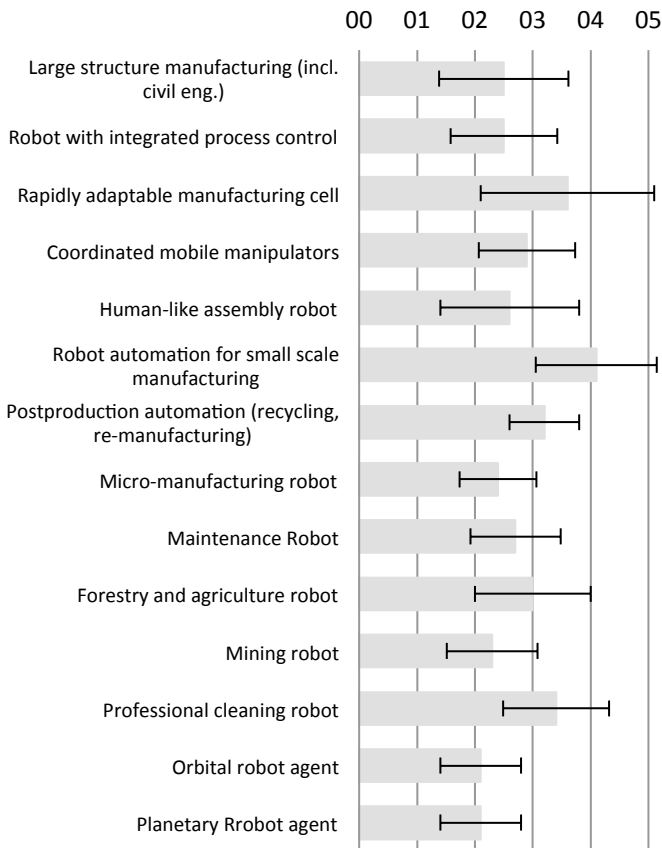 00 01 02 03 04 05
Large structure manufacturing (incl.
civil eng.)
Robot with integrated process control
Rapidly adaptable manufacturing cell
Coordinated mobile manipulators
Human-like assembly robot
Robot automation for small scale
manufacturing
Postproduction automation (recycling,
re-manufacturing)
Micro-manufacturing robot
Maintenance Robot
Forestry and agriculture robot
Mining robot
Professional cleaning robot
Orbital robot agent
Planetary Rrobot agent